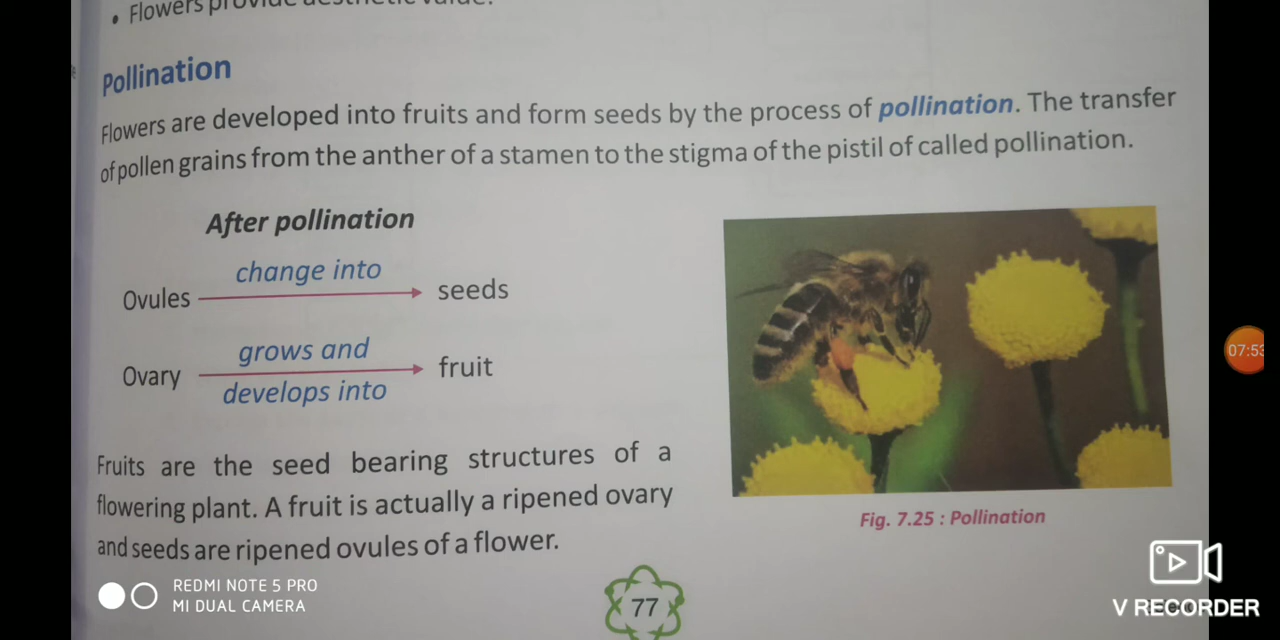 • Flowers provide aesthetic value.
Pollination
Flowers are developed into fruits and form seeds by the process of pollination. The transfer
of pollen grains from the anther of a stamen to the stigma of the pistil of called pollination.
After pollination
change into
Ovules seeds
grows and
Ovary fruit
develops into
Fruits are the seed bearing structures of a
flowering plant. A fruit is actually a ripened ovary
and seeds are ripened ovules of a flower.
Fig. 7.25 : Pollination
77
REDMI NOTE 5 PRO
MI DUAL CAMERA
07:53
V RECORDER